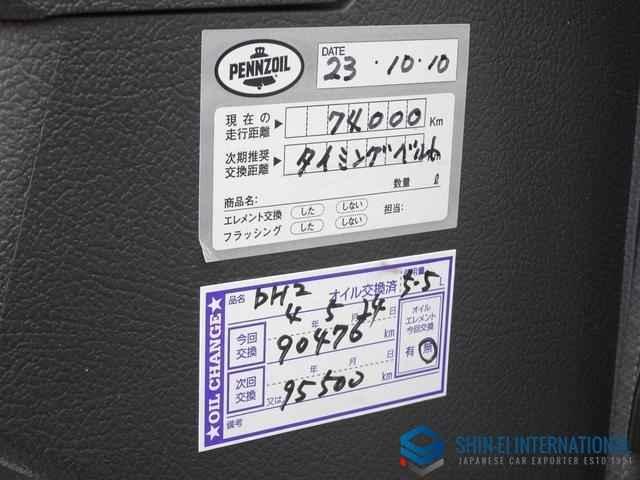 PENNZOIL
DATE
23・10・10
現在の
走行距離
74000
Km
次期推奨
交換距離
タイミングベルト
数量 ℓ
商品名:
エレメント交換 した しない
担当:
フラッシング した しない
★OIL CHANGE★
品名 DH2 オイル交換済
5.5 L
4年 5月 24日
今回
交換
90476 km
オイル
エレメント
今回交換
有 無
年 月 日
次回
交換
又は 95500 km
備考
SHIN-EI INTERNATIONAL
JAPANESE CAR EXPORTER ESTD 1951